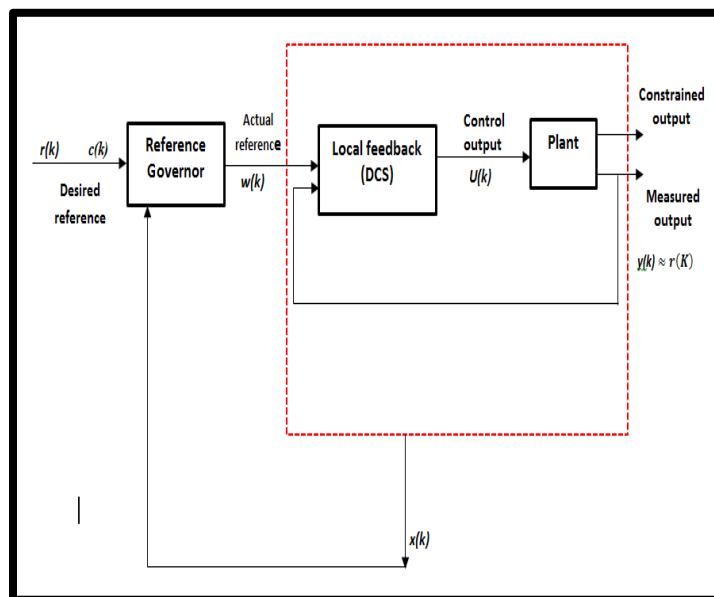 r(k) c(k)
Desired
reference
Reference
Governor
Actual
reference
w(k)
Local feedback
(DCS)
Control
output
U(k)
Plant
Constrained
output
Measured
output
y(k) ≈ r(K)
x(k)